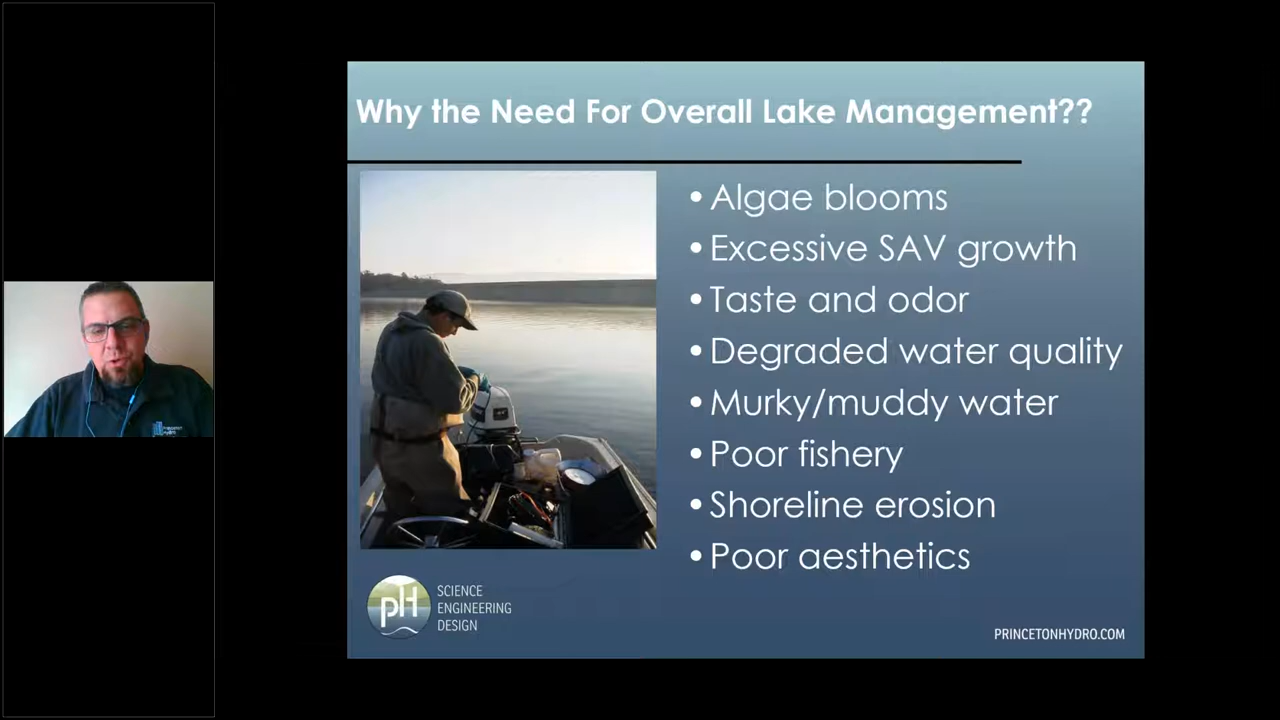 Why the Need For Overall Lake Management??
• Algae blooms
• Excessive SAV growth
• Taste and odor
• Degraded water quality
• Murky/muddy water
• Poor fishery
• Shoreline erosion
• Poor aesthetics
pH
SCIENCE
ENGINEERING
DESIGN
PRINCETONHYDRO.COM